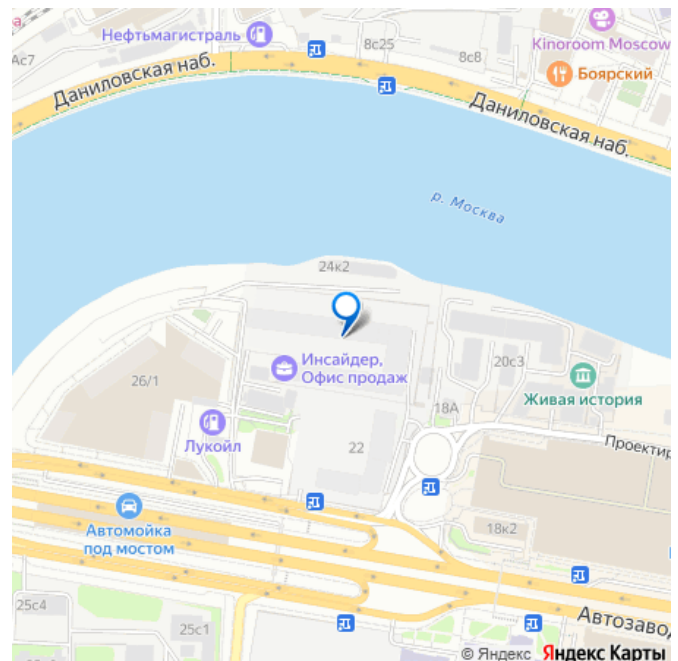 Нефтьмагистраль
8с25
8с8
Kinoroom Moscow
Ас7
Боярский
Даниловская наб.
Даниловская наб.
р. Москва
24к2
Инсайдер,
Офис продаж
26/1
20с3
Живая история
18А
Лукойл
22
Проектир
18к2
Автомойка
под мостом
25с4
25с1
Автозавод
© Яндекс Яндекс Карты